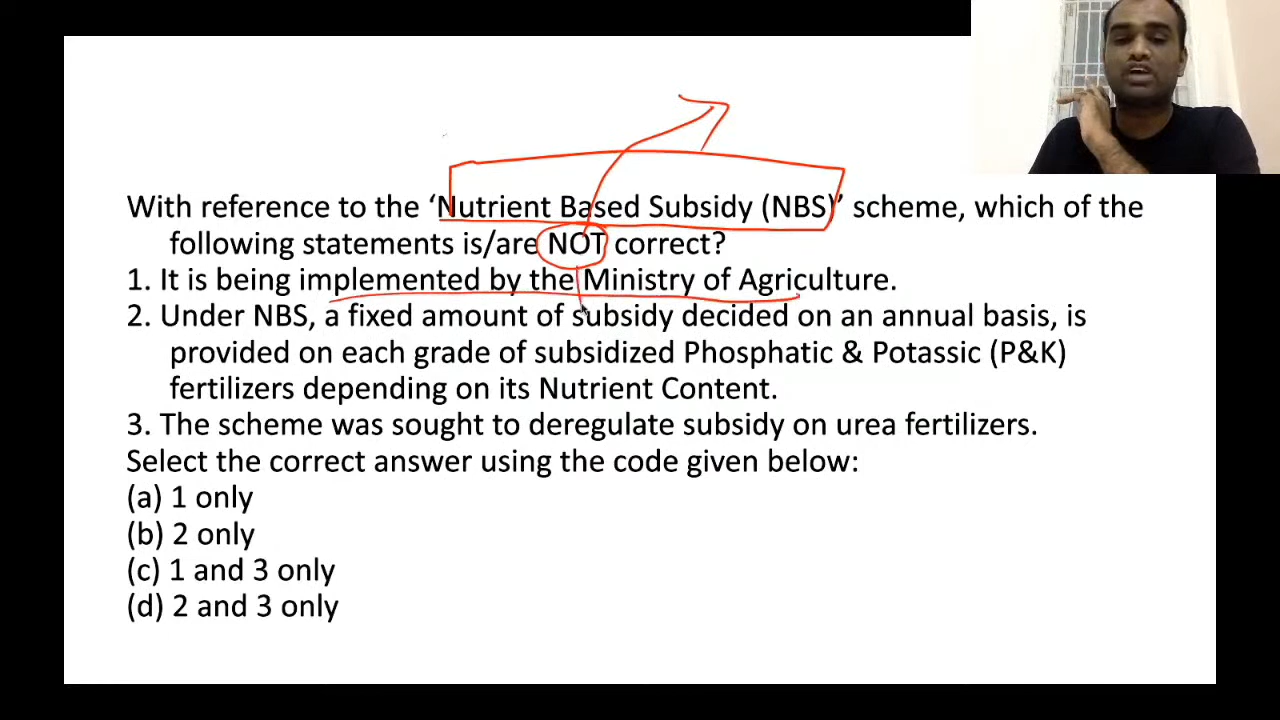 With reference to the ‘Nutrient Based Subsidy (NBS)’ scheme, which of the
following statements is/are NOT correct?
1. It is being implemented by the Ministry of Agriculture.
2. Under NBS, a fixed amount of subsidy decided on an annual basis, is
provided on each grade of subsidized Phosphatic & Potassic (P&K)
fertilizers depending on its Nutrient Content.
3. The scheme was sought to deregulate subsidy on urea fertilizers.
Select the correct answer using the code given below:
(a) 1 only
(b) 2 only
(c) 1 and 3 only
(d) 2 and 3 only